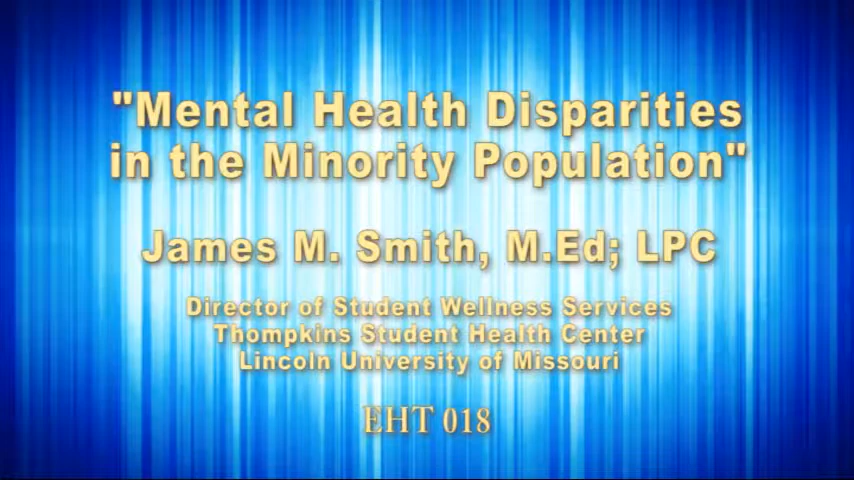 "Mental Health Disparities
in the Minority Population"
James M. Smith, M.Ed; LPC
Director of Student Wellness Services
Thompkins Student Health Center
Lincoln University of Missouri
EHT 018